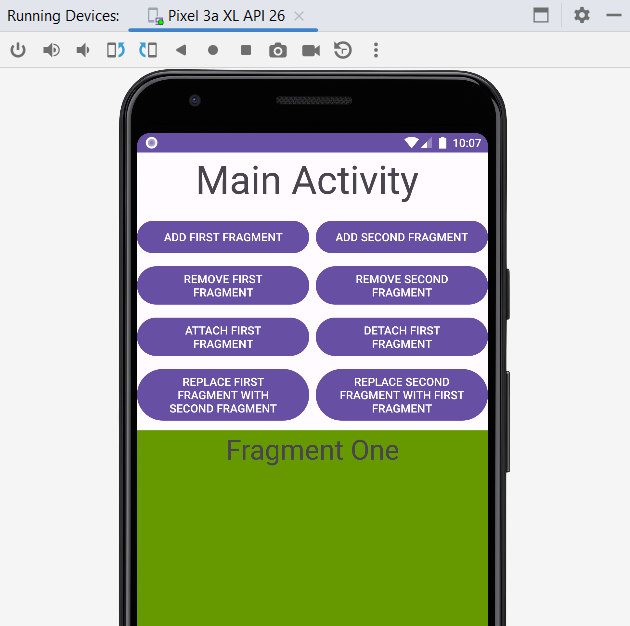 Running Devices: Pixel 3a XL API 26
10:07
Main Activity
ADD FIRST FRAGMENT
ADD SECOND FRAGMENT
REMOVE FIRST
FRAGMENT
REMOVE SECOND
FRAGMENT
ATTACH FIRST
FRAGMENT
DETACH FIRST
FRAGMENT
REPLACE FIRST
FRAGMENT WITH
SECOND FRAGMENT
REPLACE SECOND
FRAGMENT WITH FIRST
FRAGMENT
Fragment One